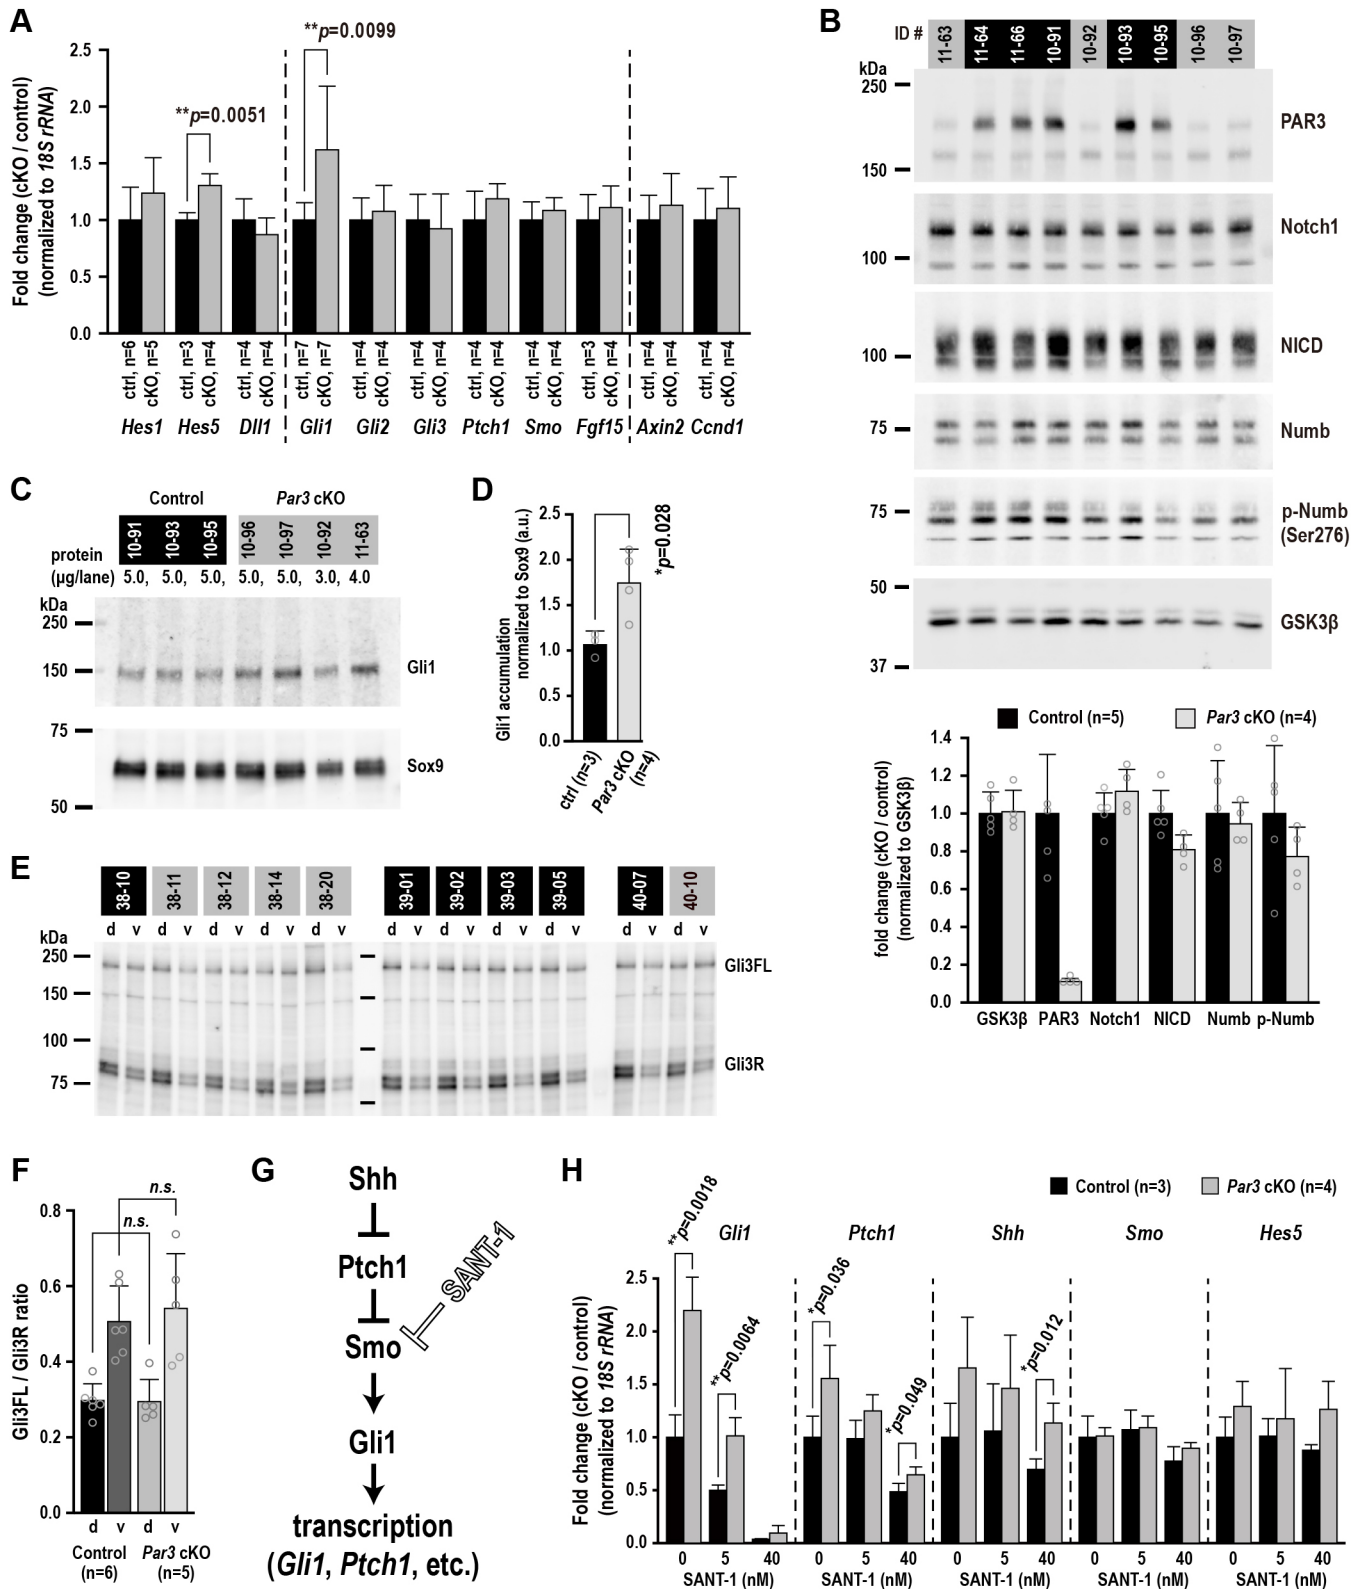 A
Fold change (cKO / control)
(normalized to 18S rRNA)
2.5
2.0
1.5
1.0
0.5
0.0
**p=0.0051
**p=0.0099
ctrl, n=6
cKO, n=5
ctrl, n=3
cKO, n=4
ctrl, n=4
cKO, n=4
ctrl, n=7
cKO, n=7
ctrl, n=4
cKO, n=4
ctrl, n=4
cKO, n=4
ctrl, n=4
cKO, n=4
ctrl, n=4
cKO, n=4
ctrl, n=3
cKO, n=4
ctrl, n=4
cKO, n=4
ctrl, n=4
cKO, n=4
Hes1 Hes5 Dll1 Gli1 Gli2 Gli3 Ptch1 Smo Fgf15 Axin2 Ccnd1
B
ID # 11-63 11-64 11-66 10-91 10-92 10-93 10-95 10-96 10-97
kDa
250
PAR3
150
Notch1
100
NICD
100
Numb
75
75
p-Numb
(Ser276)
50
GSK3β
37
Control (n=5) Par3 cKO (n=4)
fold change (cKO / control)
(normalized to GSK3β)
1.4
1.2
1.0
0.8
0.6
0.4
0.2
0.0
GSK3β PAR3 Notch1 NICD Numb p-Numb
C
Control Par3 cKO
10-91 10-93 10-95 10-96 10-97 10-92 11-63
protein
(μg/lane) 5.0, 5.0, 5.0, 5.0, 5.0, 3.0, 4.0
kDa
250
150
Gli1
75
Sox9
50
D
Gli1 accumulation
normalized to Sox9 (a.u.)
2.5
2.0
1.5
1.0
0.5
0.0
*p=0.028
ctrl (n=3)
Par3 cKO
(n=4)
E
38-10 38-11 38-12 38-14 38-20 39-01 39-02 39-03 39-05 40-07 40-10
d v d v d v d v d v d v d v d v d v d v d v
kDa
250
Gli3FL
150
100
Gli3R
75
F
Gli3FL / Gli3R ratio
0.8
0.6
0.4
0.2
0.0
n.s.
n.s.
d v d v
Control Par3 cKO
(n=6) (n=5)
G
Shh
Ptch1
SANT-1
Smo
Gli1
transcription
(Gli1, Ptch1, etc.)
H
Control (n=3) Par3 cKO (n=4)
Gli1 Ptch1 Shh Smo Hes5
Fold change (cKO / control)
(normalized to 18S rRNA)
2.5
2.0
1.5
1.0
0.5
0.0
**p=0.0018
**p=0.0064
*p=0.036
*p=0.049
*p=0.012
0 5 40 0 5 40 0 5 40 0 5 40 0 5 40
SANT-1 (nM) SANT-1 (nM) SANT-1 (nM) SANT-1 (nM) SANT-1 (nM)